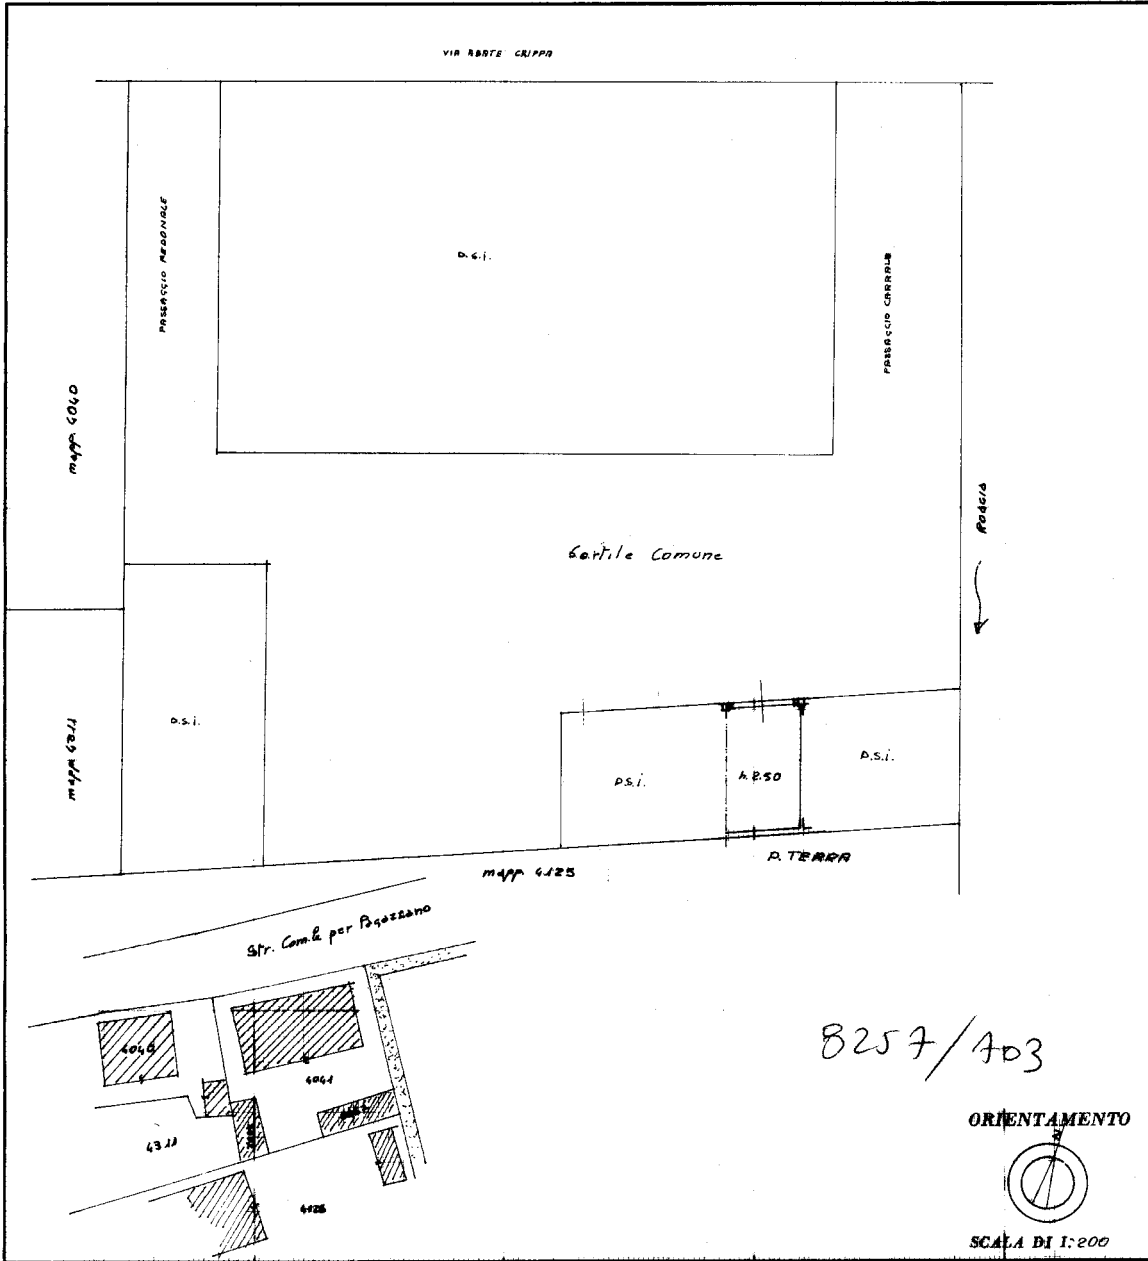 VIA ABATE CRIPPA
PASSAGGIO PEDONALE
D.S.I.
PASSAGGIO CARRALE
mapp. 4040
ROGGIA
Cortile Comune
mapp. 4311
D.S.I.
D.S.I.
h. 2.50
D.S.I.
P. TERRA
mapp. 4125
Str. Com.le per Pagazzano
4040
4041
4311
4125
8257/703
ORIENTAMENTO
N
SCALA DI 1:200